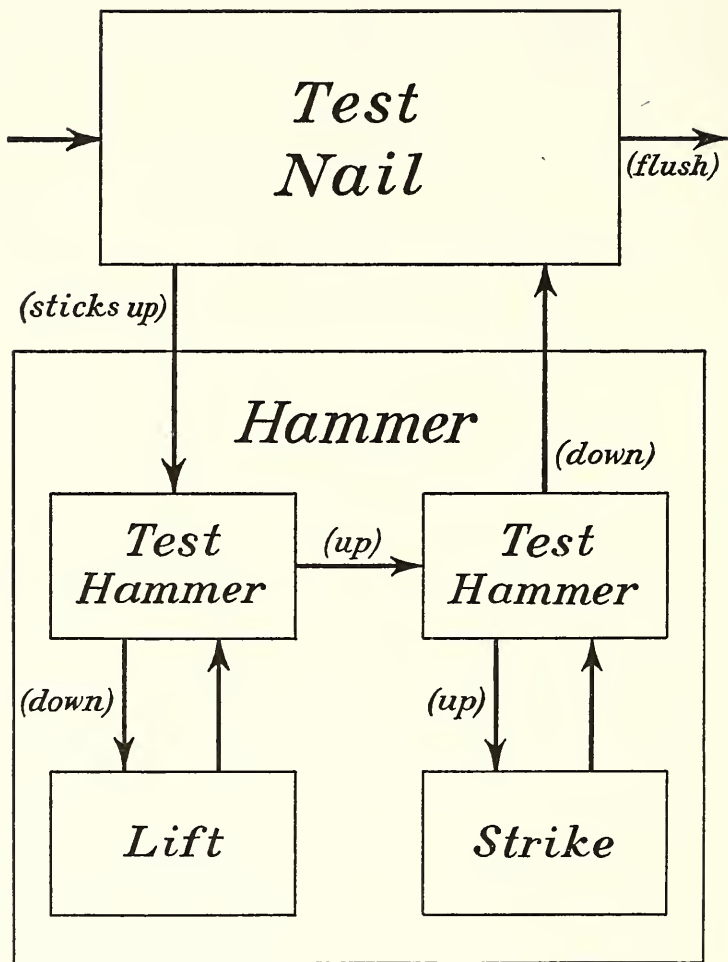 Test
Nail
(flush)
(sticks up)
Hammer
(down)
Test
Hammer
(up)
Test
Hammer
(down)
(up)
Lift
Strike